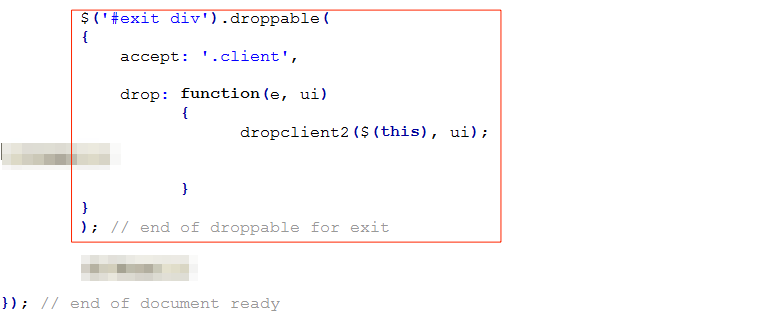 $('#exit div').droppable(
{
accept: '.client',
drop: function(e, ui)
{
dropclient2($(this), ui);
}
}
); // end of droppable for exit
}); // end of document ready